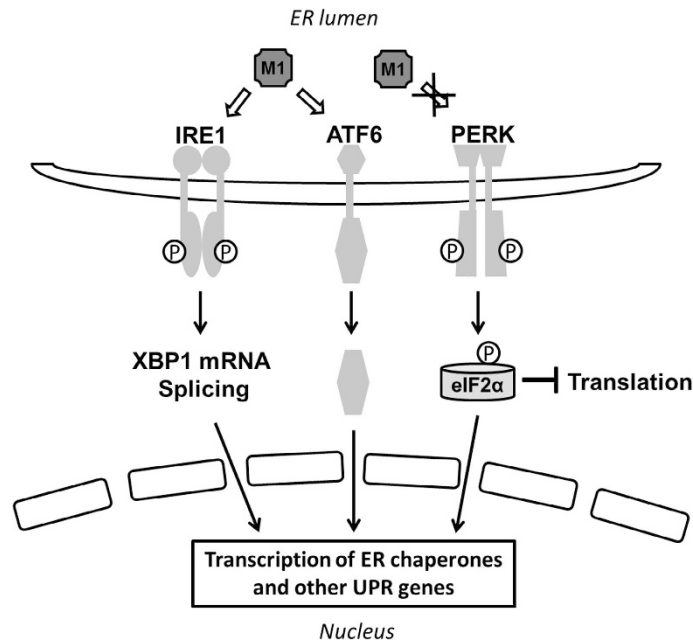 ER lumen
M1
M1
IRE1
ATF6
PERK
P
P
P
P
XBP1 mRNA
Splicing
P
eIF2α
Translation
Transcription of ER chaperones
and other UPR genes
Nucleus